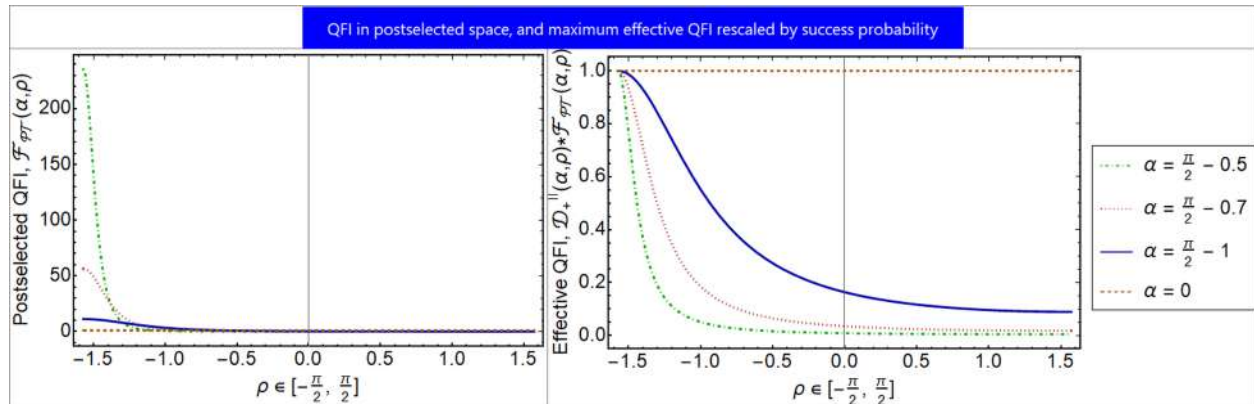 QFI in postselected space, and maximum effective QFI rescaled by success probability
Postselected QFI, ℱ_𝒫𝒯(α,ρ)
200
150
100
50
0
−1.5 −1.0 −0.5 0.0 0.5 1.0 1.5
ρ ∈ [−π/2, π/2]
Effective QFI, 𝒟₊^||(α,ρ)*ℱ_𝒫𝒯(α,ρ)
1.0
0.8
0.6
0.4
0.2
0.0
−1.5 −1.0 −0.5 0.0 0.5 1.0 1.5
ρ ∈ [−π/2, π/2]
α = π/2 − 0.5
α = π/2 − 0.7
α = π/2 − 1
α = 0